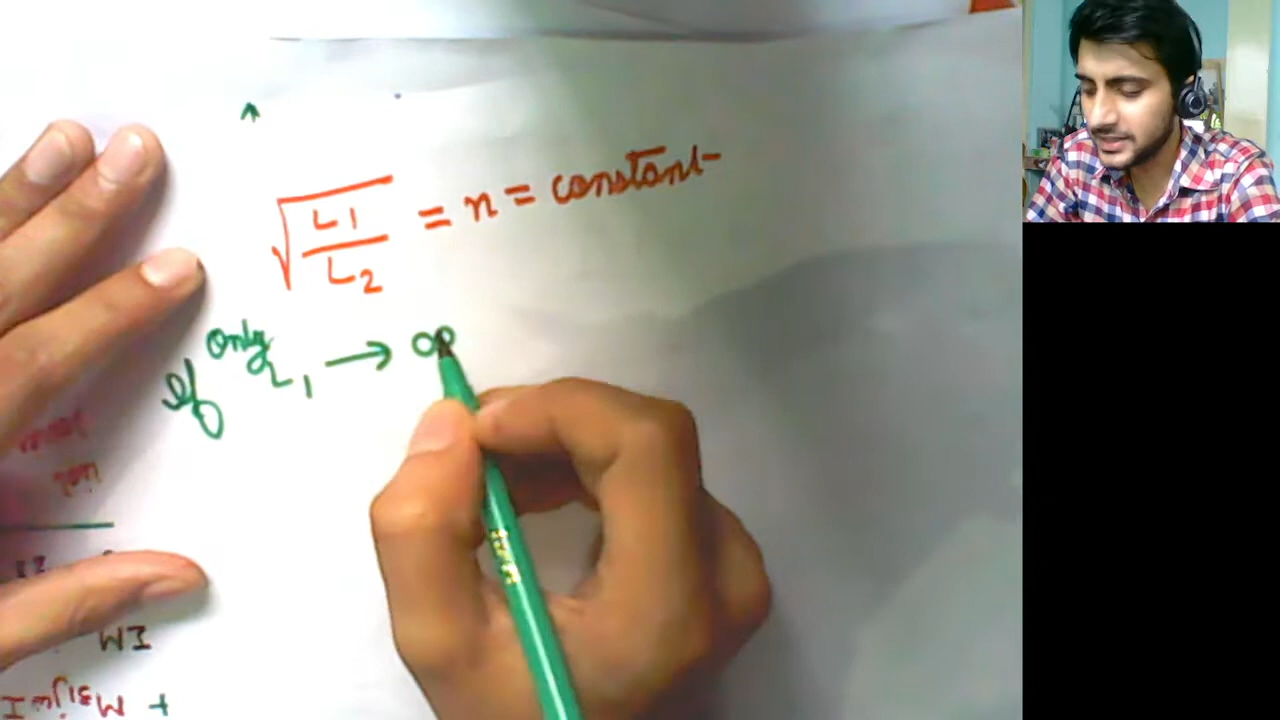 √(L1/L2) = n = constant
If only L1 → ∞